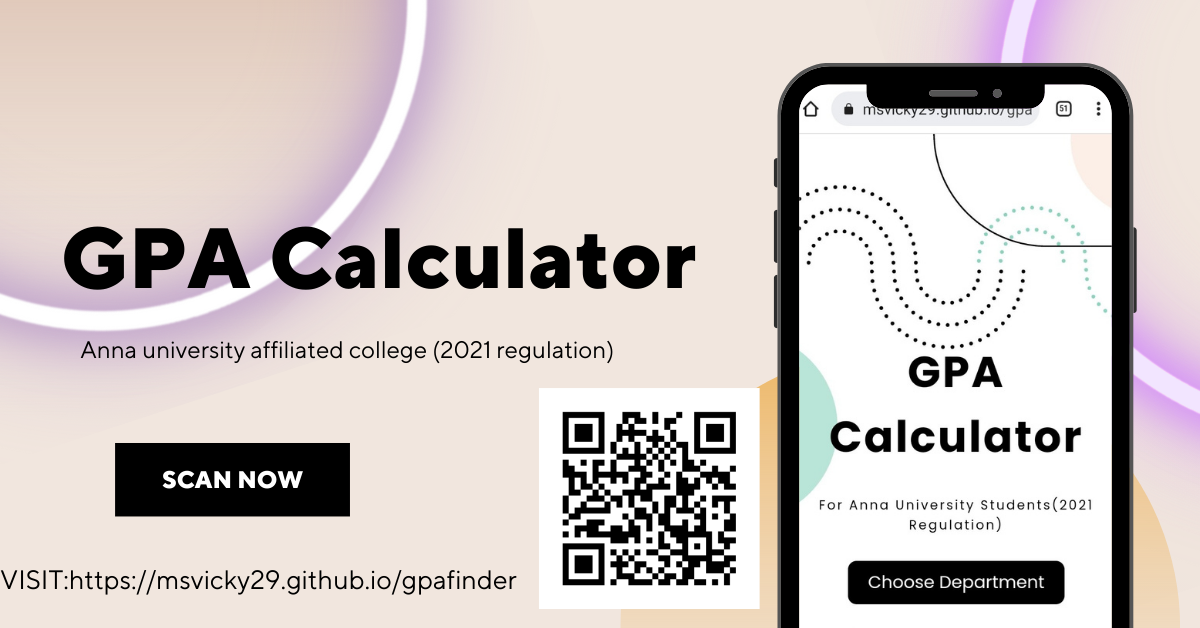 GPA Calculator
Anna university affiliated college (2021 regulation)
SCAN NOW
VISIT:https://msvicky29.github.io/gpafinder
msvicky29.github.io/gpa
51
GPA
Calculator
For Anna University Students(2021
Regulation)
Choose Department